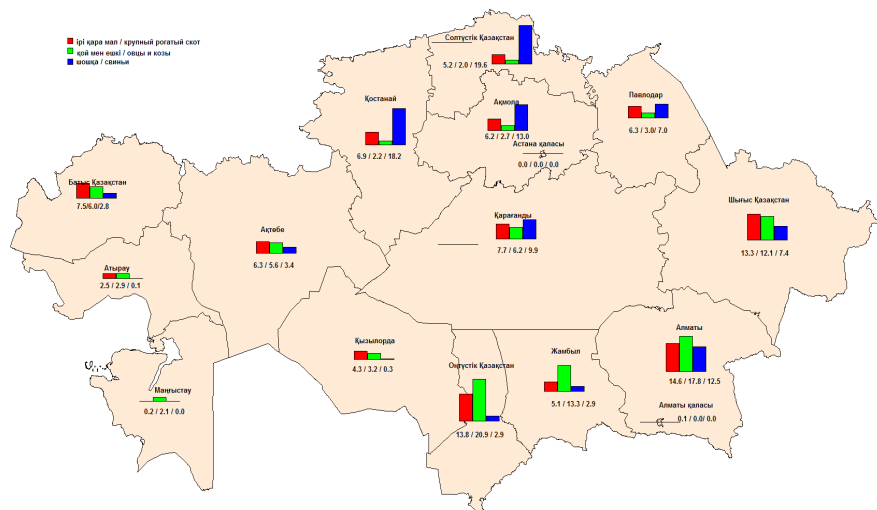 ірі қара мал / крупный рогатый скот
қой мен ешкі / овцы и козы
шошқа / свиньи
Солтүстік Қазақстан
5.2 / 2.0 / 19.6
Қостанай
6.9 / 2.2 / 18.2
Ақмола
6.2 / 2.7 / 13.0
Астана қаласы
0.0 / 0.0 / 0.0
Павлодар
6.3 / 3.0 / 7.0
Батыс Қазақстан
7.5/6.0/2.8
Ақтөбе
6.3 / 5.6 / 3.4
Қарағанды
7.7 / 6.2 / 9.9
Шығыс Қазақстан
13.3 / 12.1 / 7.4
Атырау
2.5 / 2.9 / 0.1
Қызылорда
4.3 / 3.2 / 0.3
Оңтүстік Қазақстан
13.8 / 20.9 / 2.9
Жамбыл
5.1 / 13.3 / 2.9
Алматы
14.6 / 17.8 / 12.5
Маңғыстау
0.2 / 2.1 / 0.0
Алматы қаласы
0.1 / 0.0/ 0.0